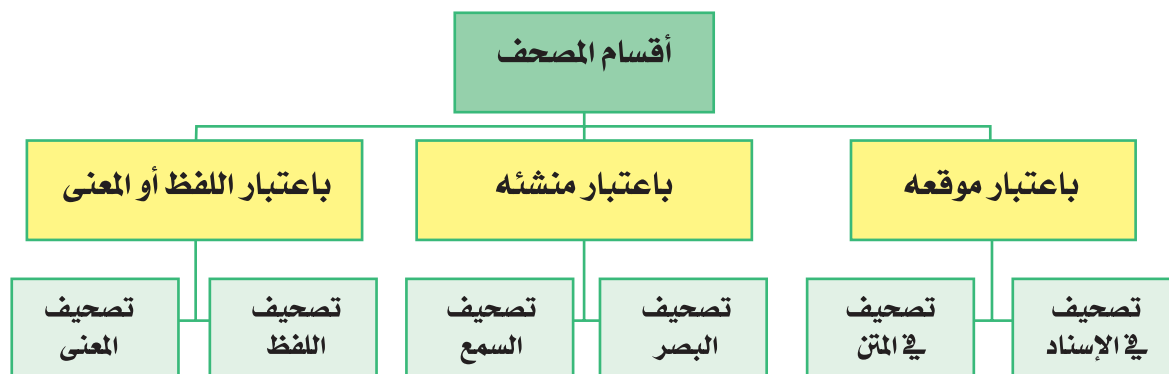 أقسام المصحف
باعتبار موقعه
باعتبار منشئه
باعتبار اللفظ أو المعنى
تصحيف
في الإسناد
تصحيف
في المتن
تصحيف
البصر
تصحيف
السمع
تصحيف
اللفظ
تصحيف
المعنى